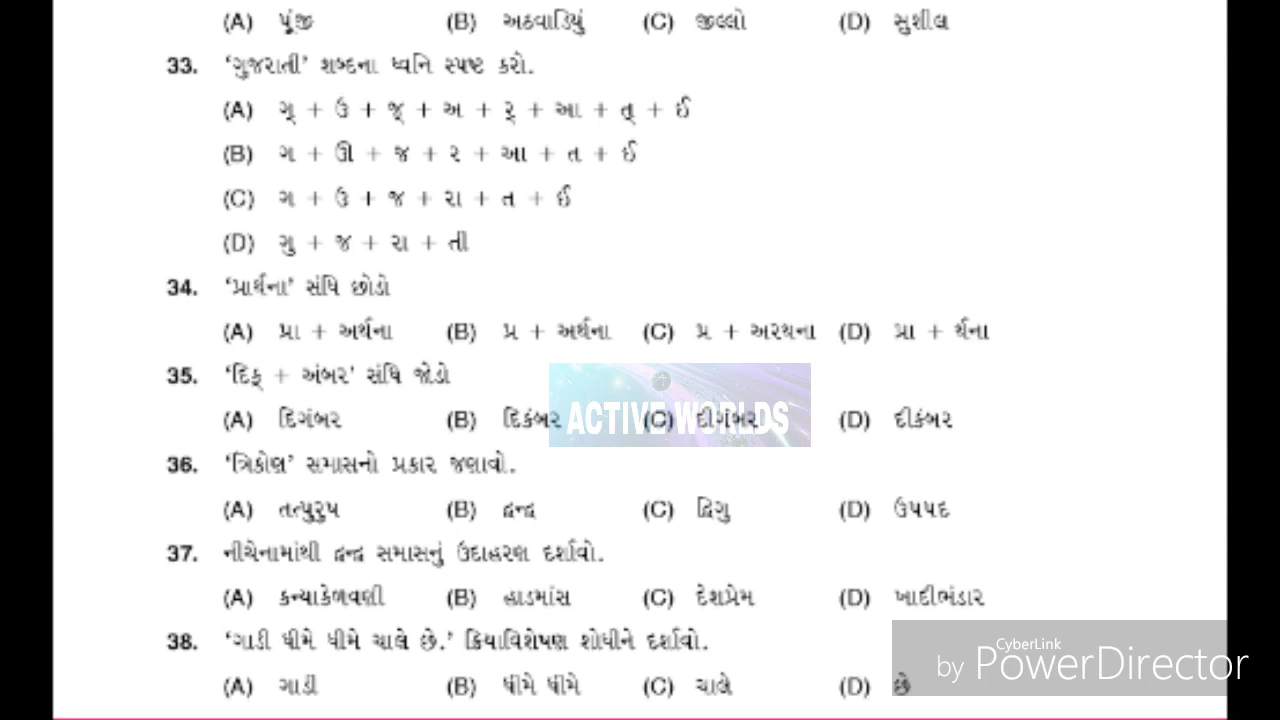 (A) પૂંજી (B) અઠવાડિયું (C) જીલ્લો (D) સુશીલ
33. ‘ગુજરાતી’ શબ્દના ધ્વનિ સ્પષ્ટ કરો.
(A) ગ્ + ઉ + જ્ + અ + ર્ + આ + ત્ + ઈ
(B) ગ + ઊ + જ + ર + આ + ત + ઈ
(C) ગ + ઉ + જ + રા + ત + ઈ
(D) ગુ + જ + રા + તી
34. ‘પ્રાર્થના’ સંધિ છોડો
(A) પ્રા + અર્થના (B) પ્ર + અર્થના (C) પ્ર + અરથના (D) પ્રા + ર્થના
35. ‘દિક્ + અંબર’ સંધિ જોડો
(A) દિગંબર (B) દિકંબર (C) દીગંબર (D) દીકંબર
ACTIVE WORLDS
36. ‘ત્રિકોણ’ સમાસનો પ્રકાર જણાવો.
(A) તત્પુરુષ (B) દ્વન્દ્વ (C) દ્વિગુ (D) ઉપપદ
37. નીચેનામાંથી દ્વન્દ્વ સમાસનું ઉદાહરણ દર્શાવો.
(A) કન્યાકેળવણી (B) હાડમાંસ (C) દેશપ્રેમ (D) ખાદીભંડાર
38. ‘ગાડી ધીમે ધીમે ચાલે છે.’ ક્રિયાવિશેષણ શોધીને દર્શાવો.
(A) ગાડી (B) ધીમે ધીમે (C) ચાલે (D) છે
CyberLink
by PowerDirector